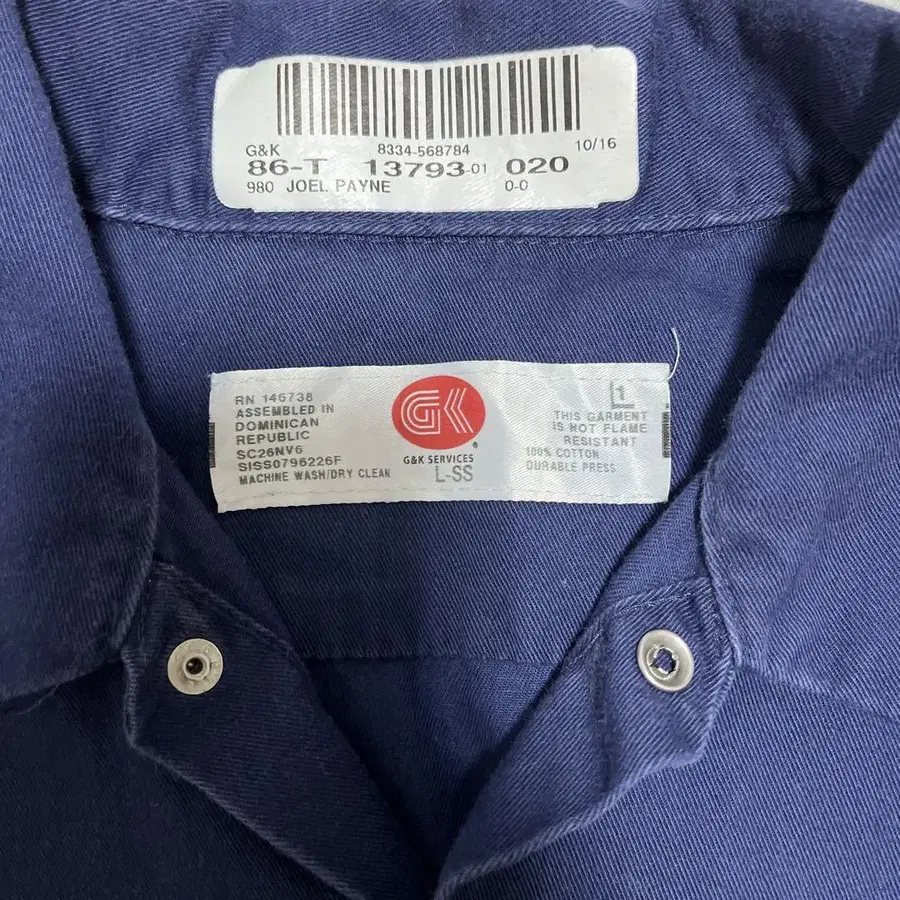 G&K 8334-568784 10/16
86-T 13793-01 020
980 JOEL PAYNE 0-0
RN 146738
ASSEMBLED IN
DOMINICAN
REPUBLIC
SC26NV6
SISS0796226F
MACHINE WASH/DRY CLEAN
GK
®
G&K SERVICES
L-SS
L1
THIS GARMENT
IS NOT FLAME
RESISTANT
100% COTTON
DURABLE PRESS